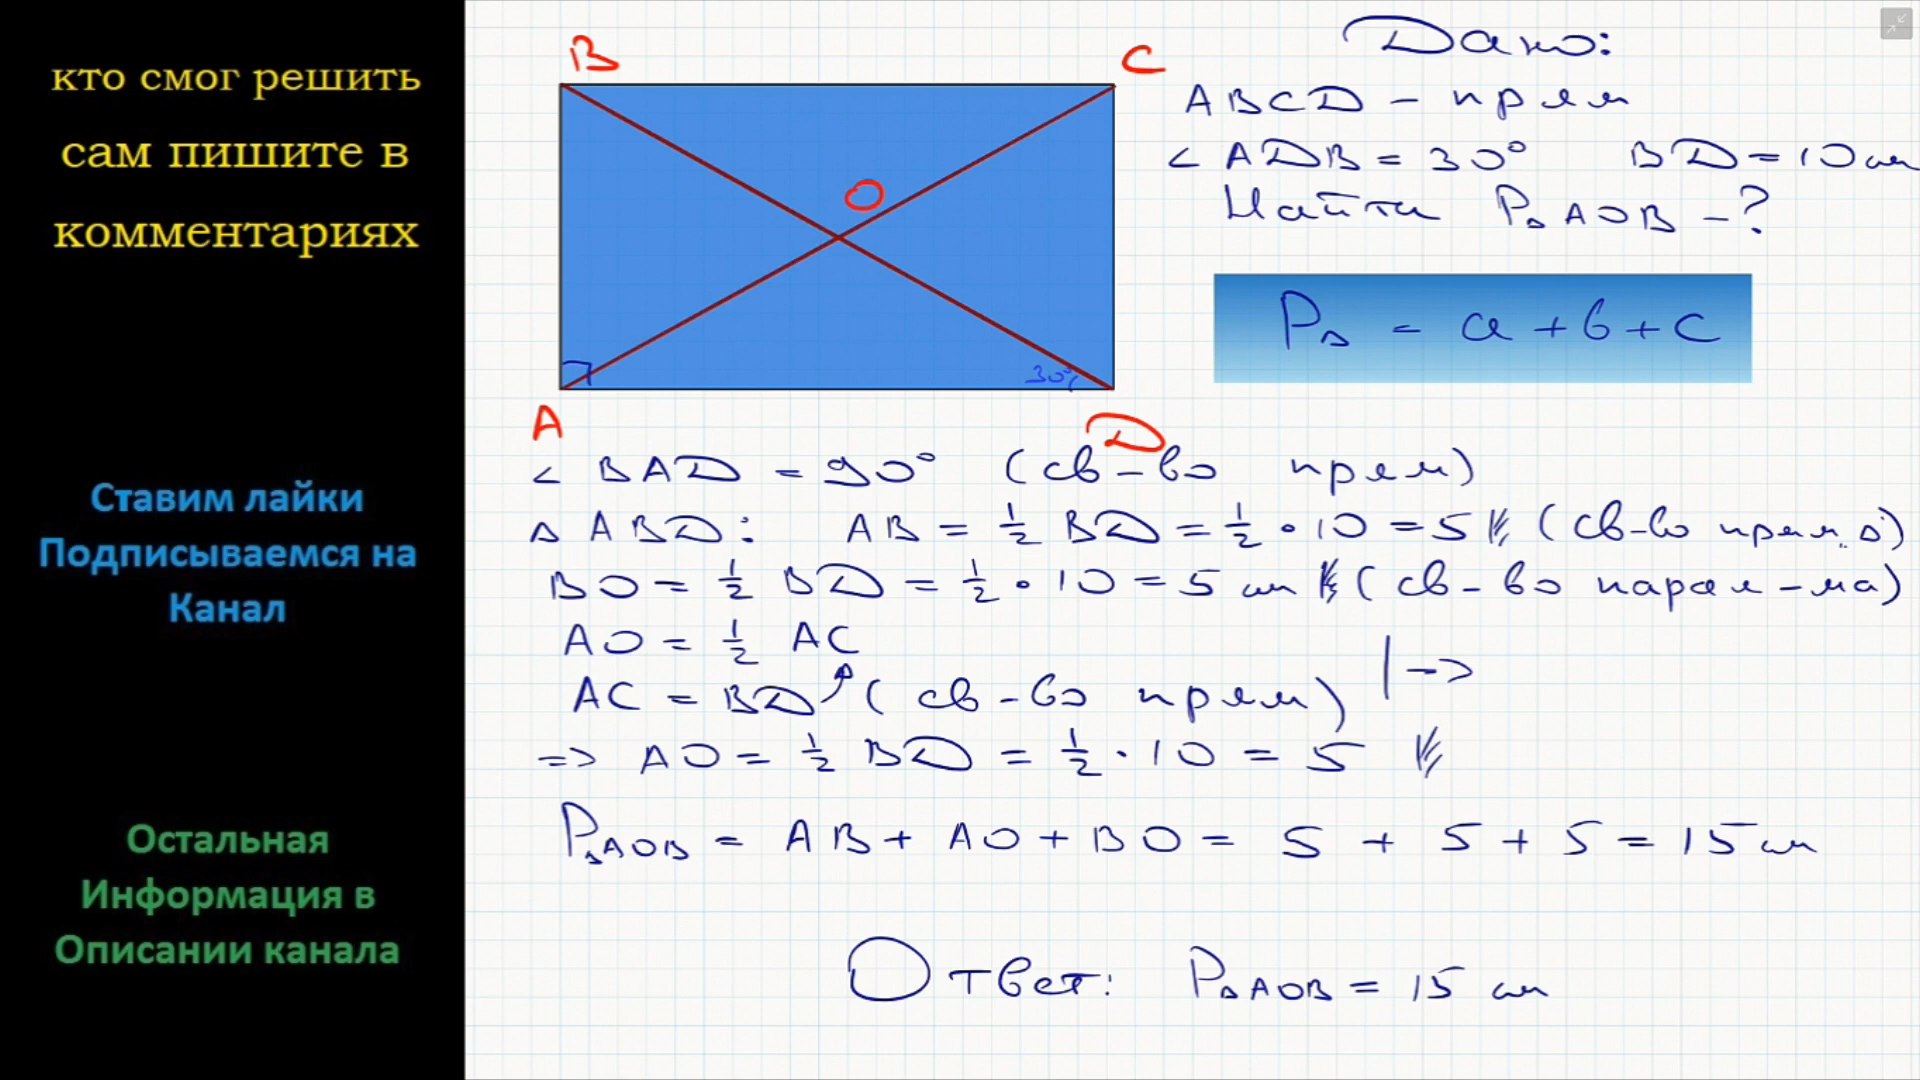 кто смог решить
сам пишите в
комментариях
Ставим лайки
Подписываемся на
Канал
Остальная
Информация в
Описании канала
B
C
O
A
D
30°
Дано:
ABCD – прям
∠ ADB = 30° BD = 10 см
Найти P△AOB – ?
P△ = a + b + c
∠ BAD = 90° (св-во прям)
△ ABD: AB = 1/2 BD = 1/2 · 10 = 5 (св-во прям. △)
BO = 1/2 BD = 1/2 · 10 = 5 см (св-во парал-ма)
AO = 1/2 AC
AC = BD (св-во прям) | =>
=> AO = 1/2 BD = 1/2 · 10 = 5
P△AOB = AB + AO + BO = 5 + 5 + 5 = 15 см
Ответ: P△AOB = 15 см